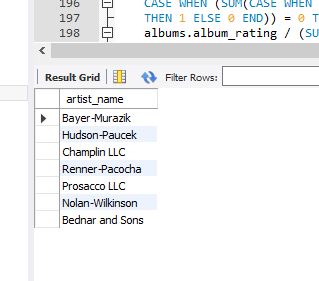 196
CASE WHEN (SUM(CASE WHEN
197
THEN 1 ELSE 0 END)) = 0 T
198
albums.album_rating / (SU
Result Grid
Filter Rows:
artist_name
Bayer-Murazik
Hudson-Paucek
Champlin LLC
Renner-Pacocha
Prosacco LLC
Nolan-Wilkinson
Bednar and Sons